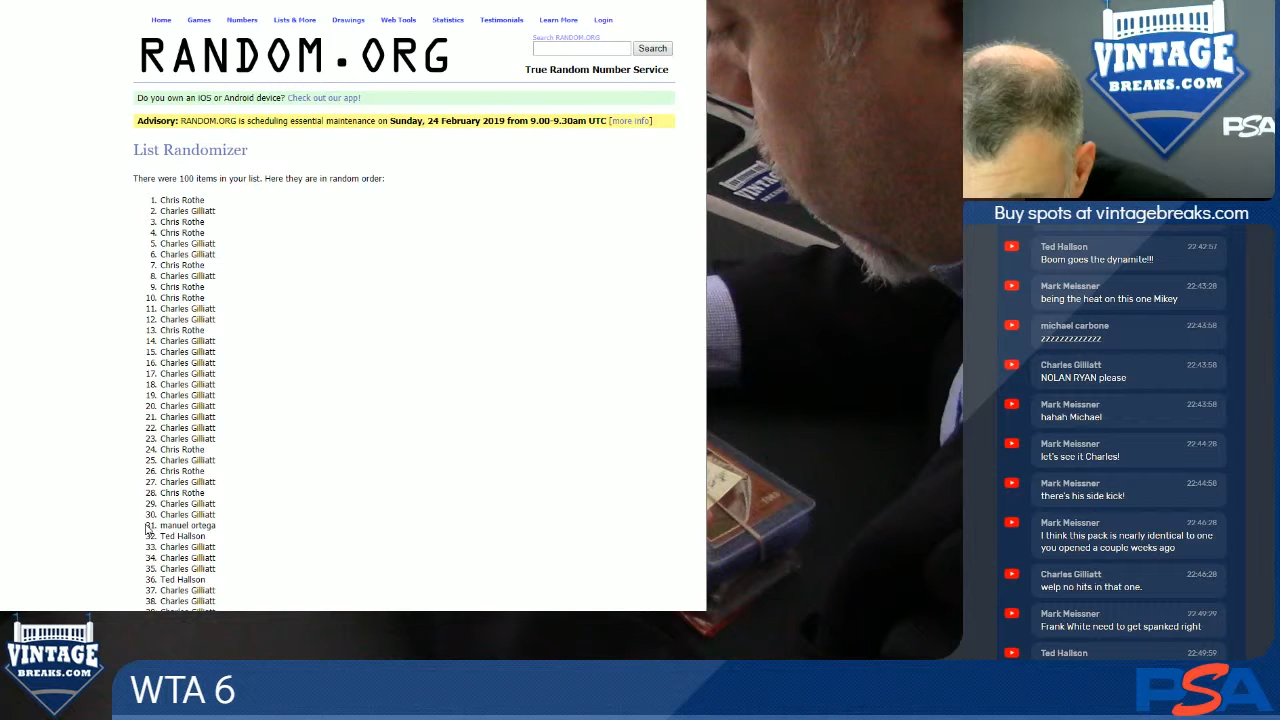 Home Games Numbers Lists & More Drawings Web Tools Statistics Testimonials Learn More Login
RANDOM.ORG
Search RANDOM.ORG
Search
True Random Number Service
Do you own an iOS or Android device? Check out our app!
Advisory: RANDOM.ORG is scheduling essential maintenance on Sunday, 24 February 2019 from 9.00-9.30am UTC [more info]
List Randomizer
There were 100 items in your list. Here they are in random order:
1. Chris Rothe
2. Charles Gilliatt
3. Chris Rothe
4. Chris Rothe
5. Charles Gilliatt
6. Charles Gilliatt
7. Chris Rothe
8. Charles Gilliatt
9. Chris Rothe
10. Chris Rothe
11. Charles Gilliatt
12. Charles Gilliatt
13. Chris Rothe
14. Charles Gilliatt
15. Charles Gilliatt
16. Charles Gilliatt
17. Charles Gilliatt
18. Charles Gilliatt
19. Charles Gilliatt
20. Charles Gilliatt
21. Charles Gilliatt
22. Charles Gilliatt
23. Charles Gilliatt
24. Chris Rothe
25. Charles Gilliatt
26. Chris Rothe
27. Charles Gilliatt
28. Chris Rothe
29. Charles Gilliatt
30. Charles Gilliatt
31. manuel ortega
32. Ted Hallson
33. Charles Gilliatt
34. Charles Gilliatt
35. Charles Gilliatt
36. Ted Hallson
37. Charles Gilliatt
38. Charles Gilliatt
VINTAGE
BREAKS.COM
PSA
Buy spots at vintagebreaks.com
Ted Hallson 22:42:57
Boom goes the dynamite!!!
Mark Meissner 22:43:28
being the heat on this one Mikey
michael carbone 22:43:58
zzzzzzzzzzzzz
Charles Gilliatt 22:43:58
NOLAN RYAN please
Mark Meissner 22:43:58
hahah Michael
Mark Meissner 22:44:28
let's see it Charles!
Mark Meissner 22:44:58
there's his side kick!
Mark Meissner 22:46:28
I think this pack is nearly identical to one
you opened a couple weeks ago
Charles Gilliatt 22:46:28
welp no hits in that one.
Mark Meissner 22:49:29
Frank White need to get spanked right
Ted Hallson 22:49:59
VINTAGE
BREAKS.COM
WTA 6
PSA